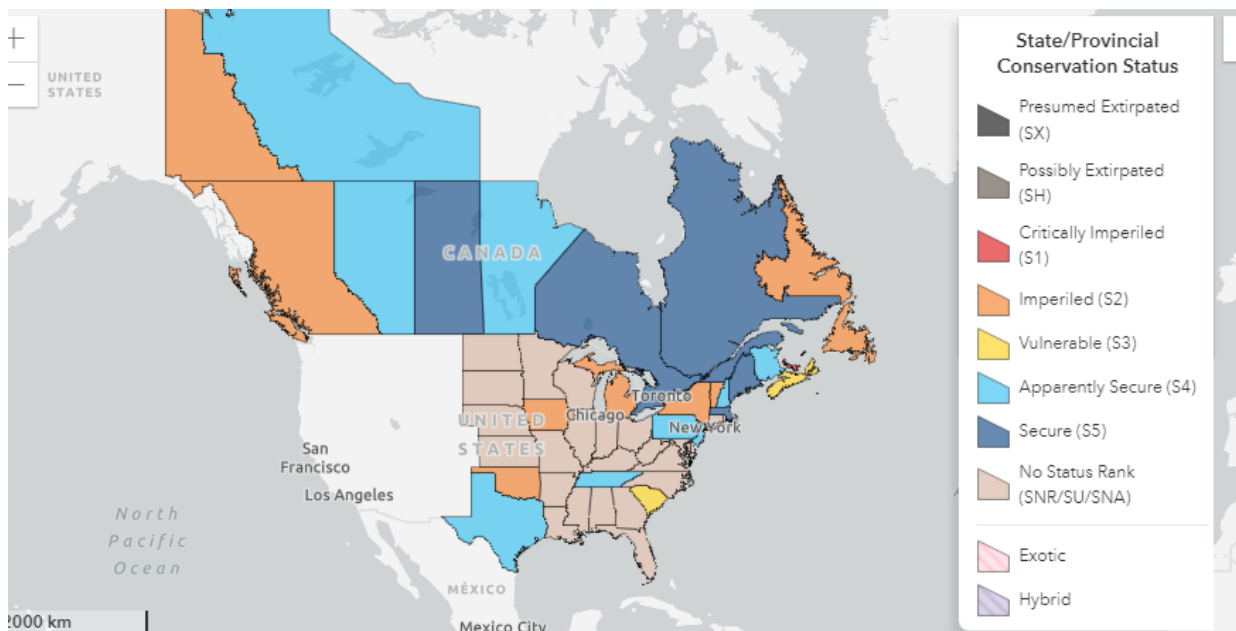 +
−
UNITED
STATES
CANADA
UNITED
STATES
Toronto
Chicago
New York
San
Francisco
Los Angeles
North
Pacific
Ocean
MÉXICO
Mexico City
2000 km
State/Provincial
Conservation Status
Presumed Extirpated
(SX)
Possibly Extirpated
(SH)
Critically Imperiled
(S1)
Imperiled (S2)
Vulnerable (S3)
Apparently Secure (S4)
Secure (S5)
No Status Rank
(SNR/SU/SNA)
Exotic
Hybrid